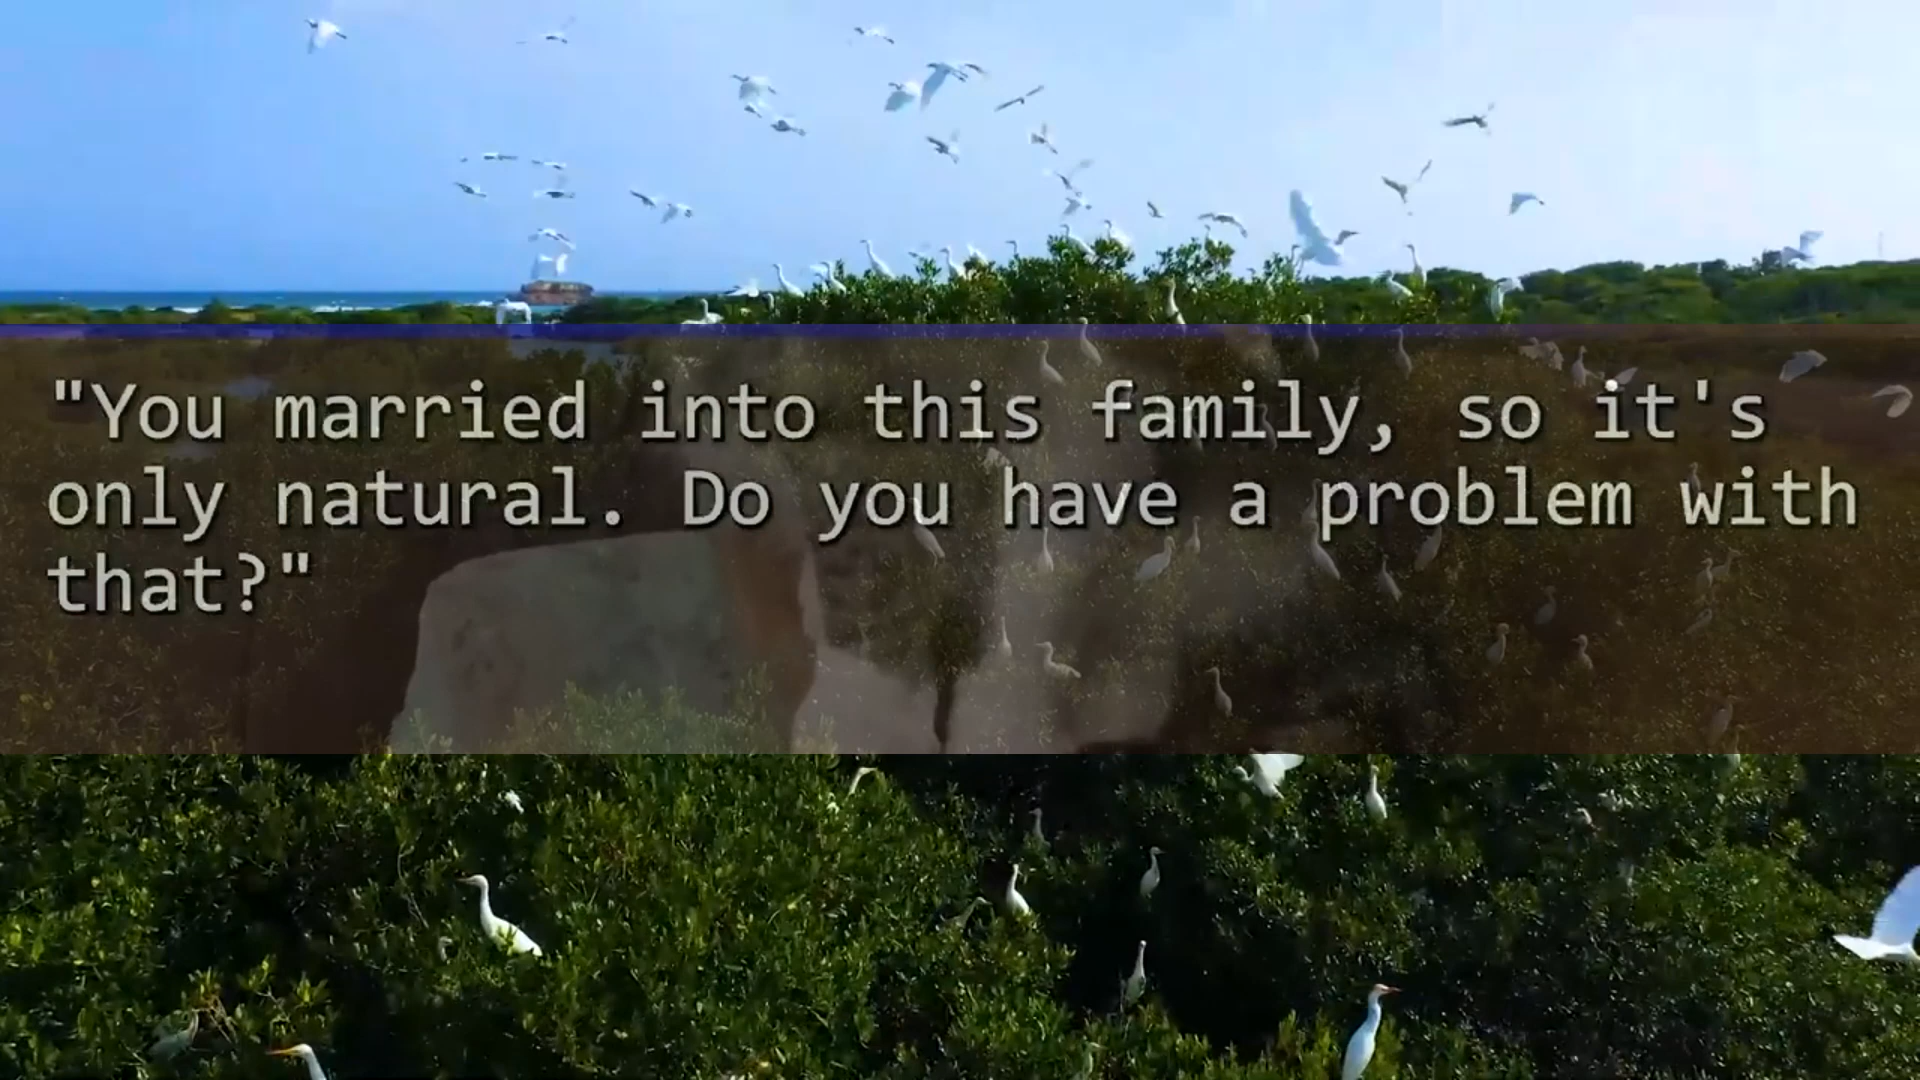 "You married into this family, so it's
only natural. Do you have a problem with
that?"